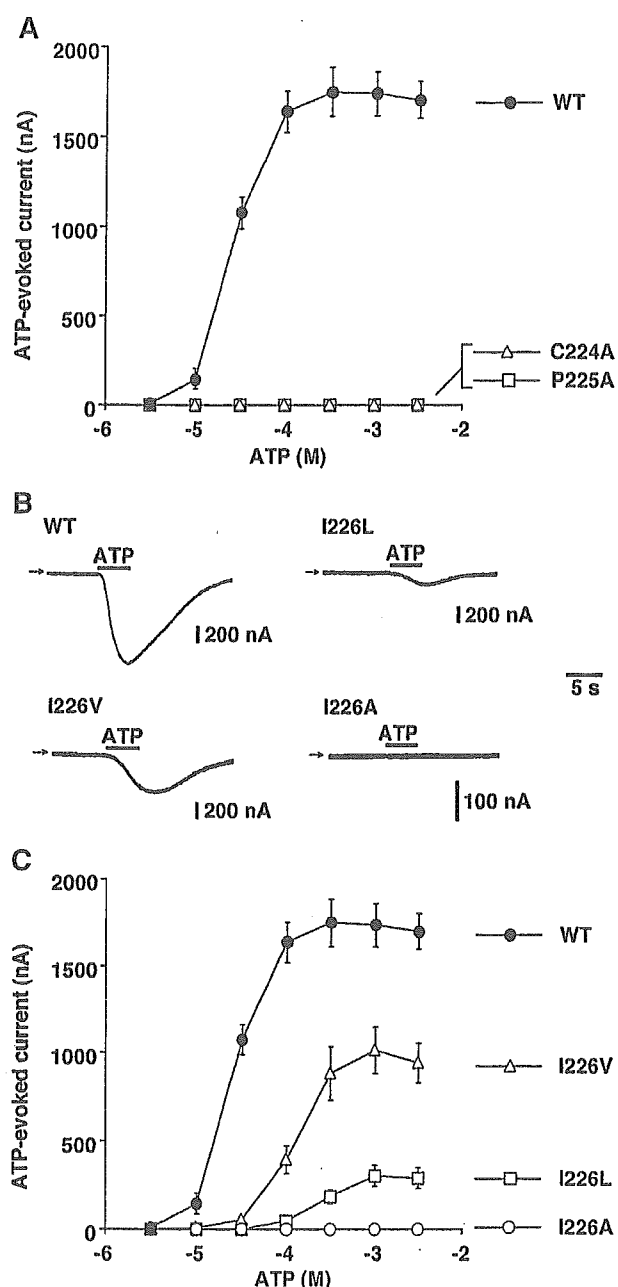 A
2000
1500
1000
500
0
ATP-evoked current (nA)
-6 -5 -4 -3 -2
ATP (M)
WT
C224A
P225A
B
WT
ATP
200 nA
I226L
ATP
200 nA
5 s
I226V
ATP
200 nA
I226A
ATP
100 nA
C
2000
1500
1000
500
0
ATP-evoked current (nA)
-6 -5 -4 -3 -2
ATP (M)
WT
I226V
I226L
I226A